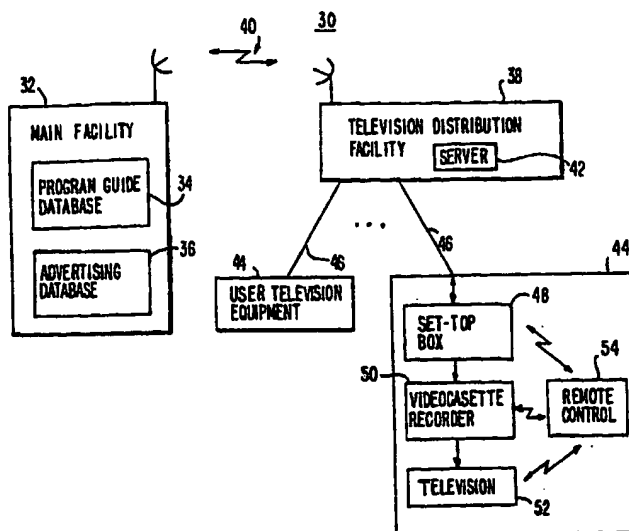 30
40
32
MAIN FACILITY
PROGRAM GUIDE
DATABASE
34
ADVERTISING
DATABASE
36
38
TELEVISION DISTRIBUTION
FACILITY
SERVER
42
...
46
46
44
USER TELEVISION
EQUIPMENT
44
48
SET-TOP
BOX
50
VIDEOCASETTE
RECORDER
54
REMOTE
CONTROL
TELEVISION
52